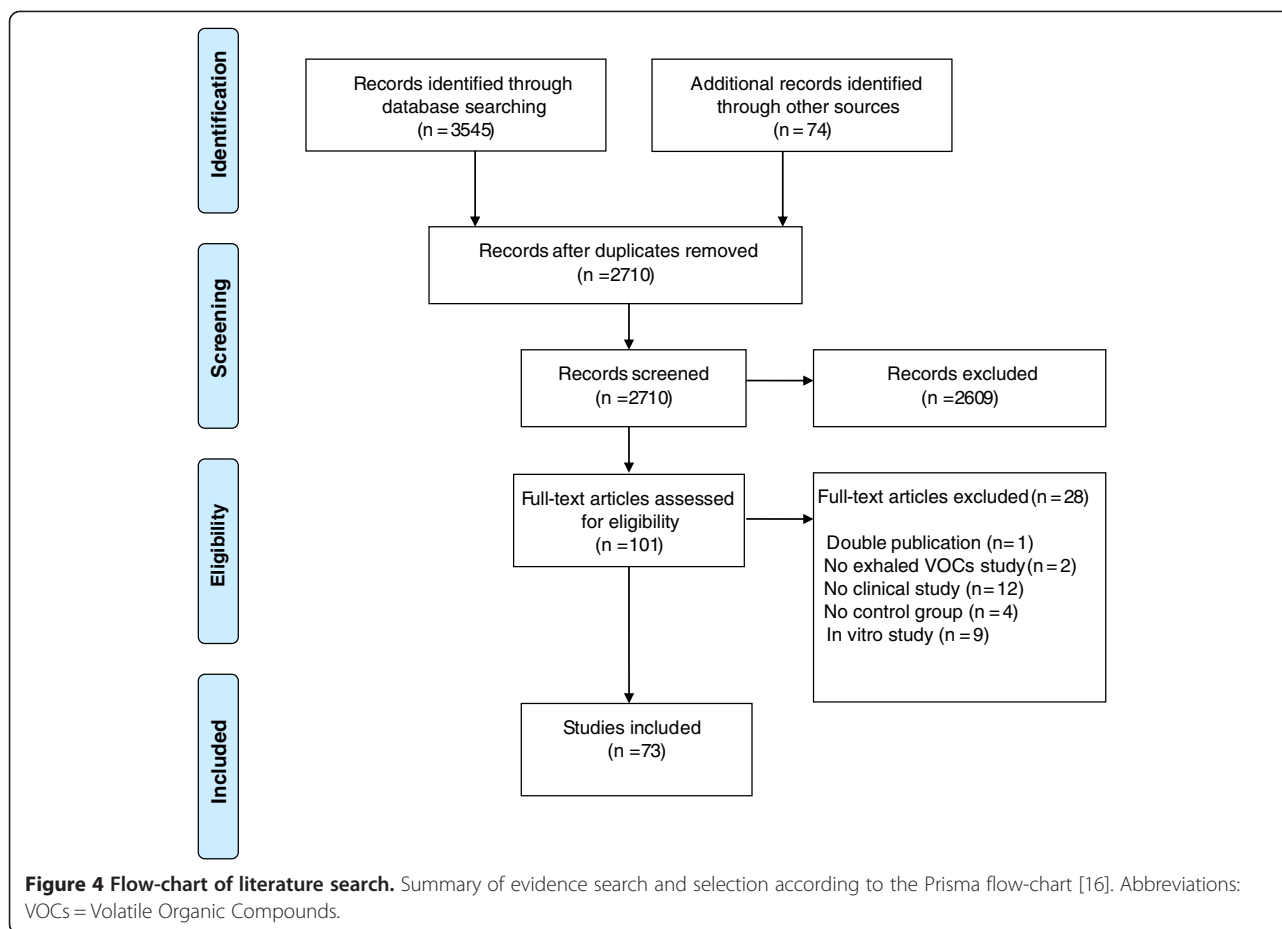 Identification
Records identified through
database searching
(n = 3545)
Additional records identified
through other sources
(n = 74)
Records after duplicates removed
(n =2710)
Screening
Records screened
(n =2710)
Records excluded
(n =2609)
Eligibility
Full-text articles assessed
for eligibility
(n =101)
Full-text articles excluded (n = 28)
Double publication (n= 1)
No exhaled VOCs study (n = 2)
No clinical study (n= 12)
No control group (n = 4)
In vitro study (n = 9)
Included
Studies included
(n =73)
Figure 4 Flow-chart of literature search. Summary of evidence search and selection according to the Prisma flow-chart [16]. Abbreviations:
VOCs = Volatile Organic Compounds.